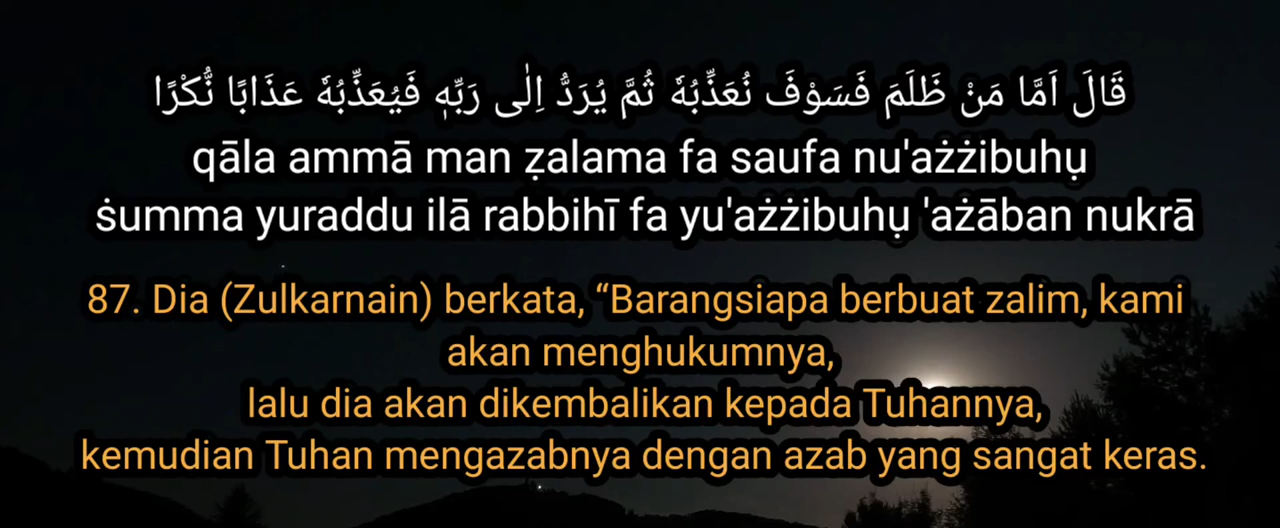 قَالَ اَمَّا مَنْ ظَلَمَ فَسَوْفَ نُعَذِّبُهٗ ثُمَّ يُرَدُّ اِلٰى رَبِّهٖ فَيُعَذِّبُهٗ عَذَابًا نُّكْرًا
qāla ammā man ẓalama fa saufa nu'ażżibuhụ
ṡumma yuraddu ilā rabbihī fa yu'ażżibuhụ 'ażāban nukrā
87. Dia (Zulkarnain) berkata, “Barangsiapa berbuat zalim, kami
akan menghukumnya,
lalu dia akan dikembalikan kepada Tuhannya,
kemudian Tuhan mengazabnya dengan azab yang sangat keras.